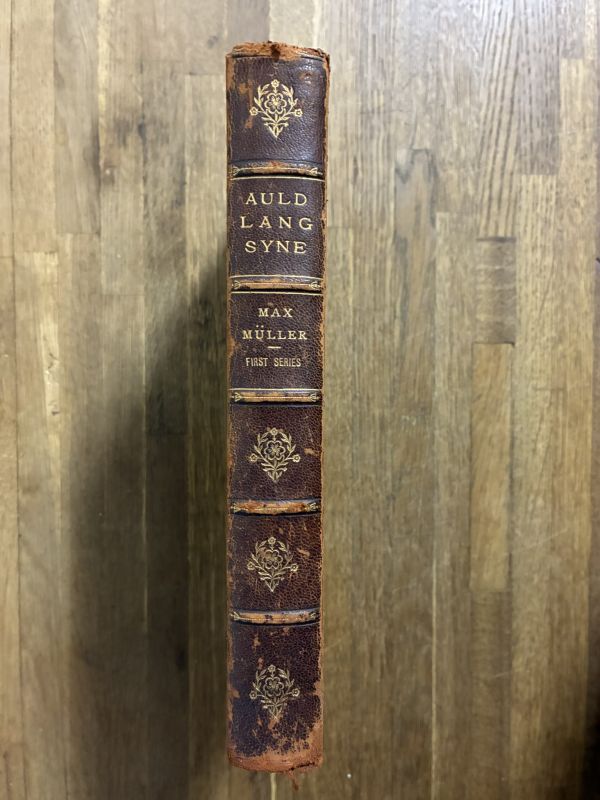 AULD
LANG
SYNE
MAX
MÜLLER
FIRST SERIES